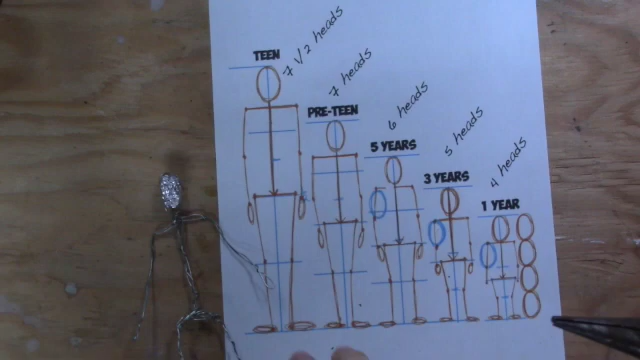 TEEN
7 1/2 heads
PRE-TEEN
7 heads
5 YEARS
6 heads
3 YEARS
5 heads
1 YEAR
4 heads